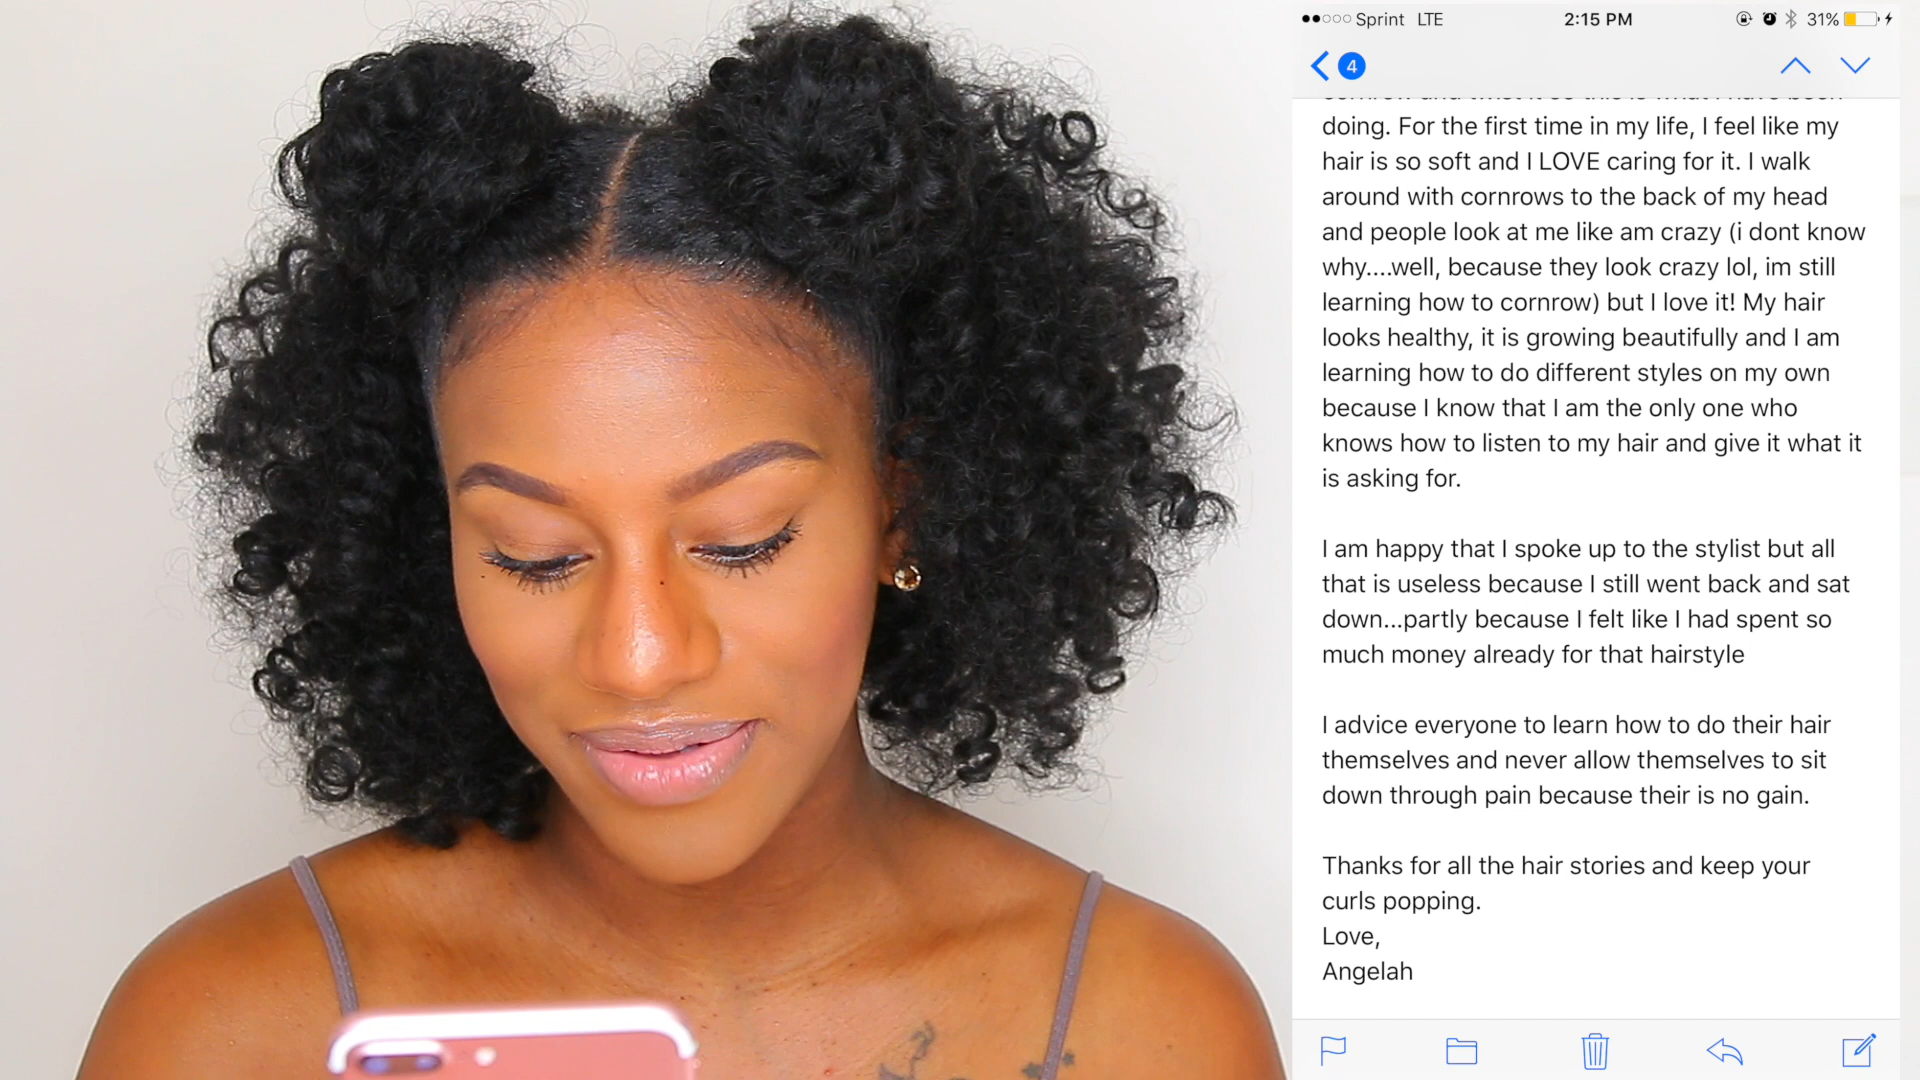 Sprint LTE 2:15 PM 31%
4
doing. For the first time in my life, I feel like my
hair is so soft and I LOVE caring for it. I walk
around with cornrows to the back of my head
and people look at me like am crazy (i dont know
why....well, because they look crazy lol, im still
learning how to cornrow) but I love it! My hair
looks healthy, it is growing beautifully and I am
learning how to do different styles on my own
because I know that I am the only one who
knows how to listen to my hair and give it what it
is asking for.
I am happy that I spoke up to the stylist but all
that is useless because I still went back and sat
down...partly because I felt like I had spent so
much money already for that hairstyle
I advice everyone to learn how to do their hair
themselves and never allow themselves to sit
down through pain because their is no gain.
Thanks for all the hair stories and keep your
curls popping.
Love,
Angelah